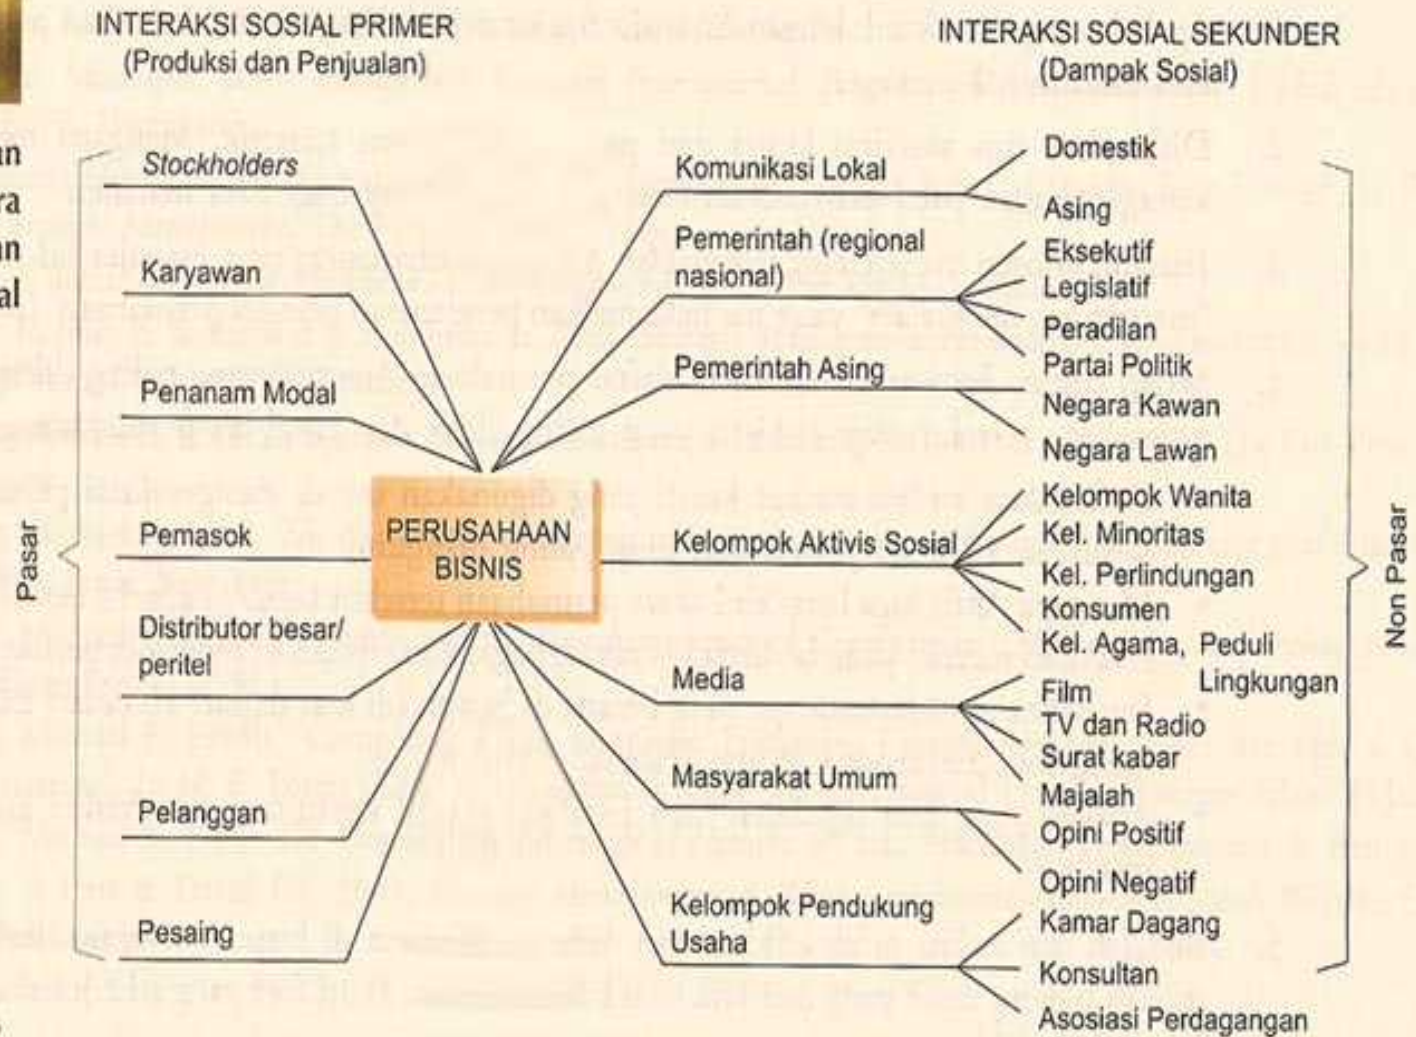 INTERAKSI SOSIAL PRIMER
(Produksi dan Penjualan)
INTERAKSI SOSIAL SEKUNDER
(Dampak Sosial)
an
ra
an
al
Pasar
Stockholders
Karyawan
Penanam Modal
Pemasok
Distributor besar/
peritel
Pelanggan
Pesaing
PERUSAHAAN
BISNIS
Komunikasi Lokal
Pemerintah (regional
nasional)
Pemerintah Asing
Kelompok Aktivis Sosial
Media
Masyarakat Umum
Kelompok Pendukung
Usaha
Domestik
Asing
Eksekutif
Legislatif
Peradilan
Partai Politik
Negara Kawan
Negara Lawan
Kelompok Wanita
Kel. Minoritas
Kel. Perlindungan
Konsumen
Kel. Agama, Peduli
Lingkungan
Film
TV dan Radio
Surat kabar
Majalah
Opini Positif
Opini Negatif
Kamar Dagang
Konsultan
Asosiasi Perdagangan
Non Pasar